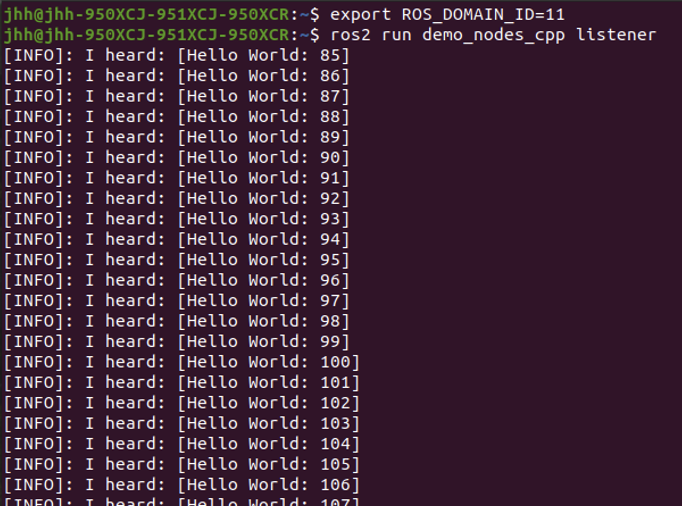 jhh@jhh-950XCJ-951XCJ-950XCR:~$ export ROS_DOMAIN_ID=11
jhh@jhh-950XCJ-951XCJ-950XCR:~$ ros2 run demo_nodes_cpp listener
[INFO]: I heard: [Hello World: 85]
[INFO]: I heard: [Hello World: 86]
[INFO]: I heard: [Hello World: 87]
[INFO]: I heard: [Hello World: 88]
[INFO]: I heard: [Hello World: 89]
[INFO]: I heard: [Hello World: 90]
[INFO]: I heard: [Hello World: 91]
[INFO]: I heard: [Hello World: 92]
[INFO]: I heard: [Hello World: 93]
[INFO]: I heard: [Hello World: 94]
[INFO]: I heard: [Hello World: 95]
[INFO]: I heard: [Hello World: 96]
[INFO]: I heard: [Hello World: 97]
[INFO]: I heard: [Hello World: 98]
[INFO]: I heard: [Hello World: 99]
[INFO]: I heard: [Hello World: 100]
[INFO]: I heard: [Hello World: 101]
[INFO]: I heard: [Hello World: 102]
[INFO]: I heard: [Hello World: 103]
[INFO]: I heard: [Hello World: 104]
[INFO]: I heard: [Hello World: 105]
[INFO]: I heard: [Hello World: 106]
[INFO]: I heard: [Hello World: 107]